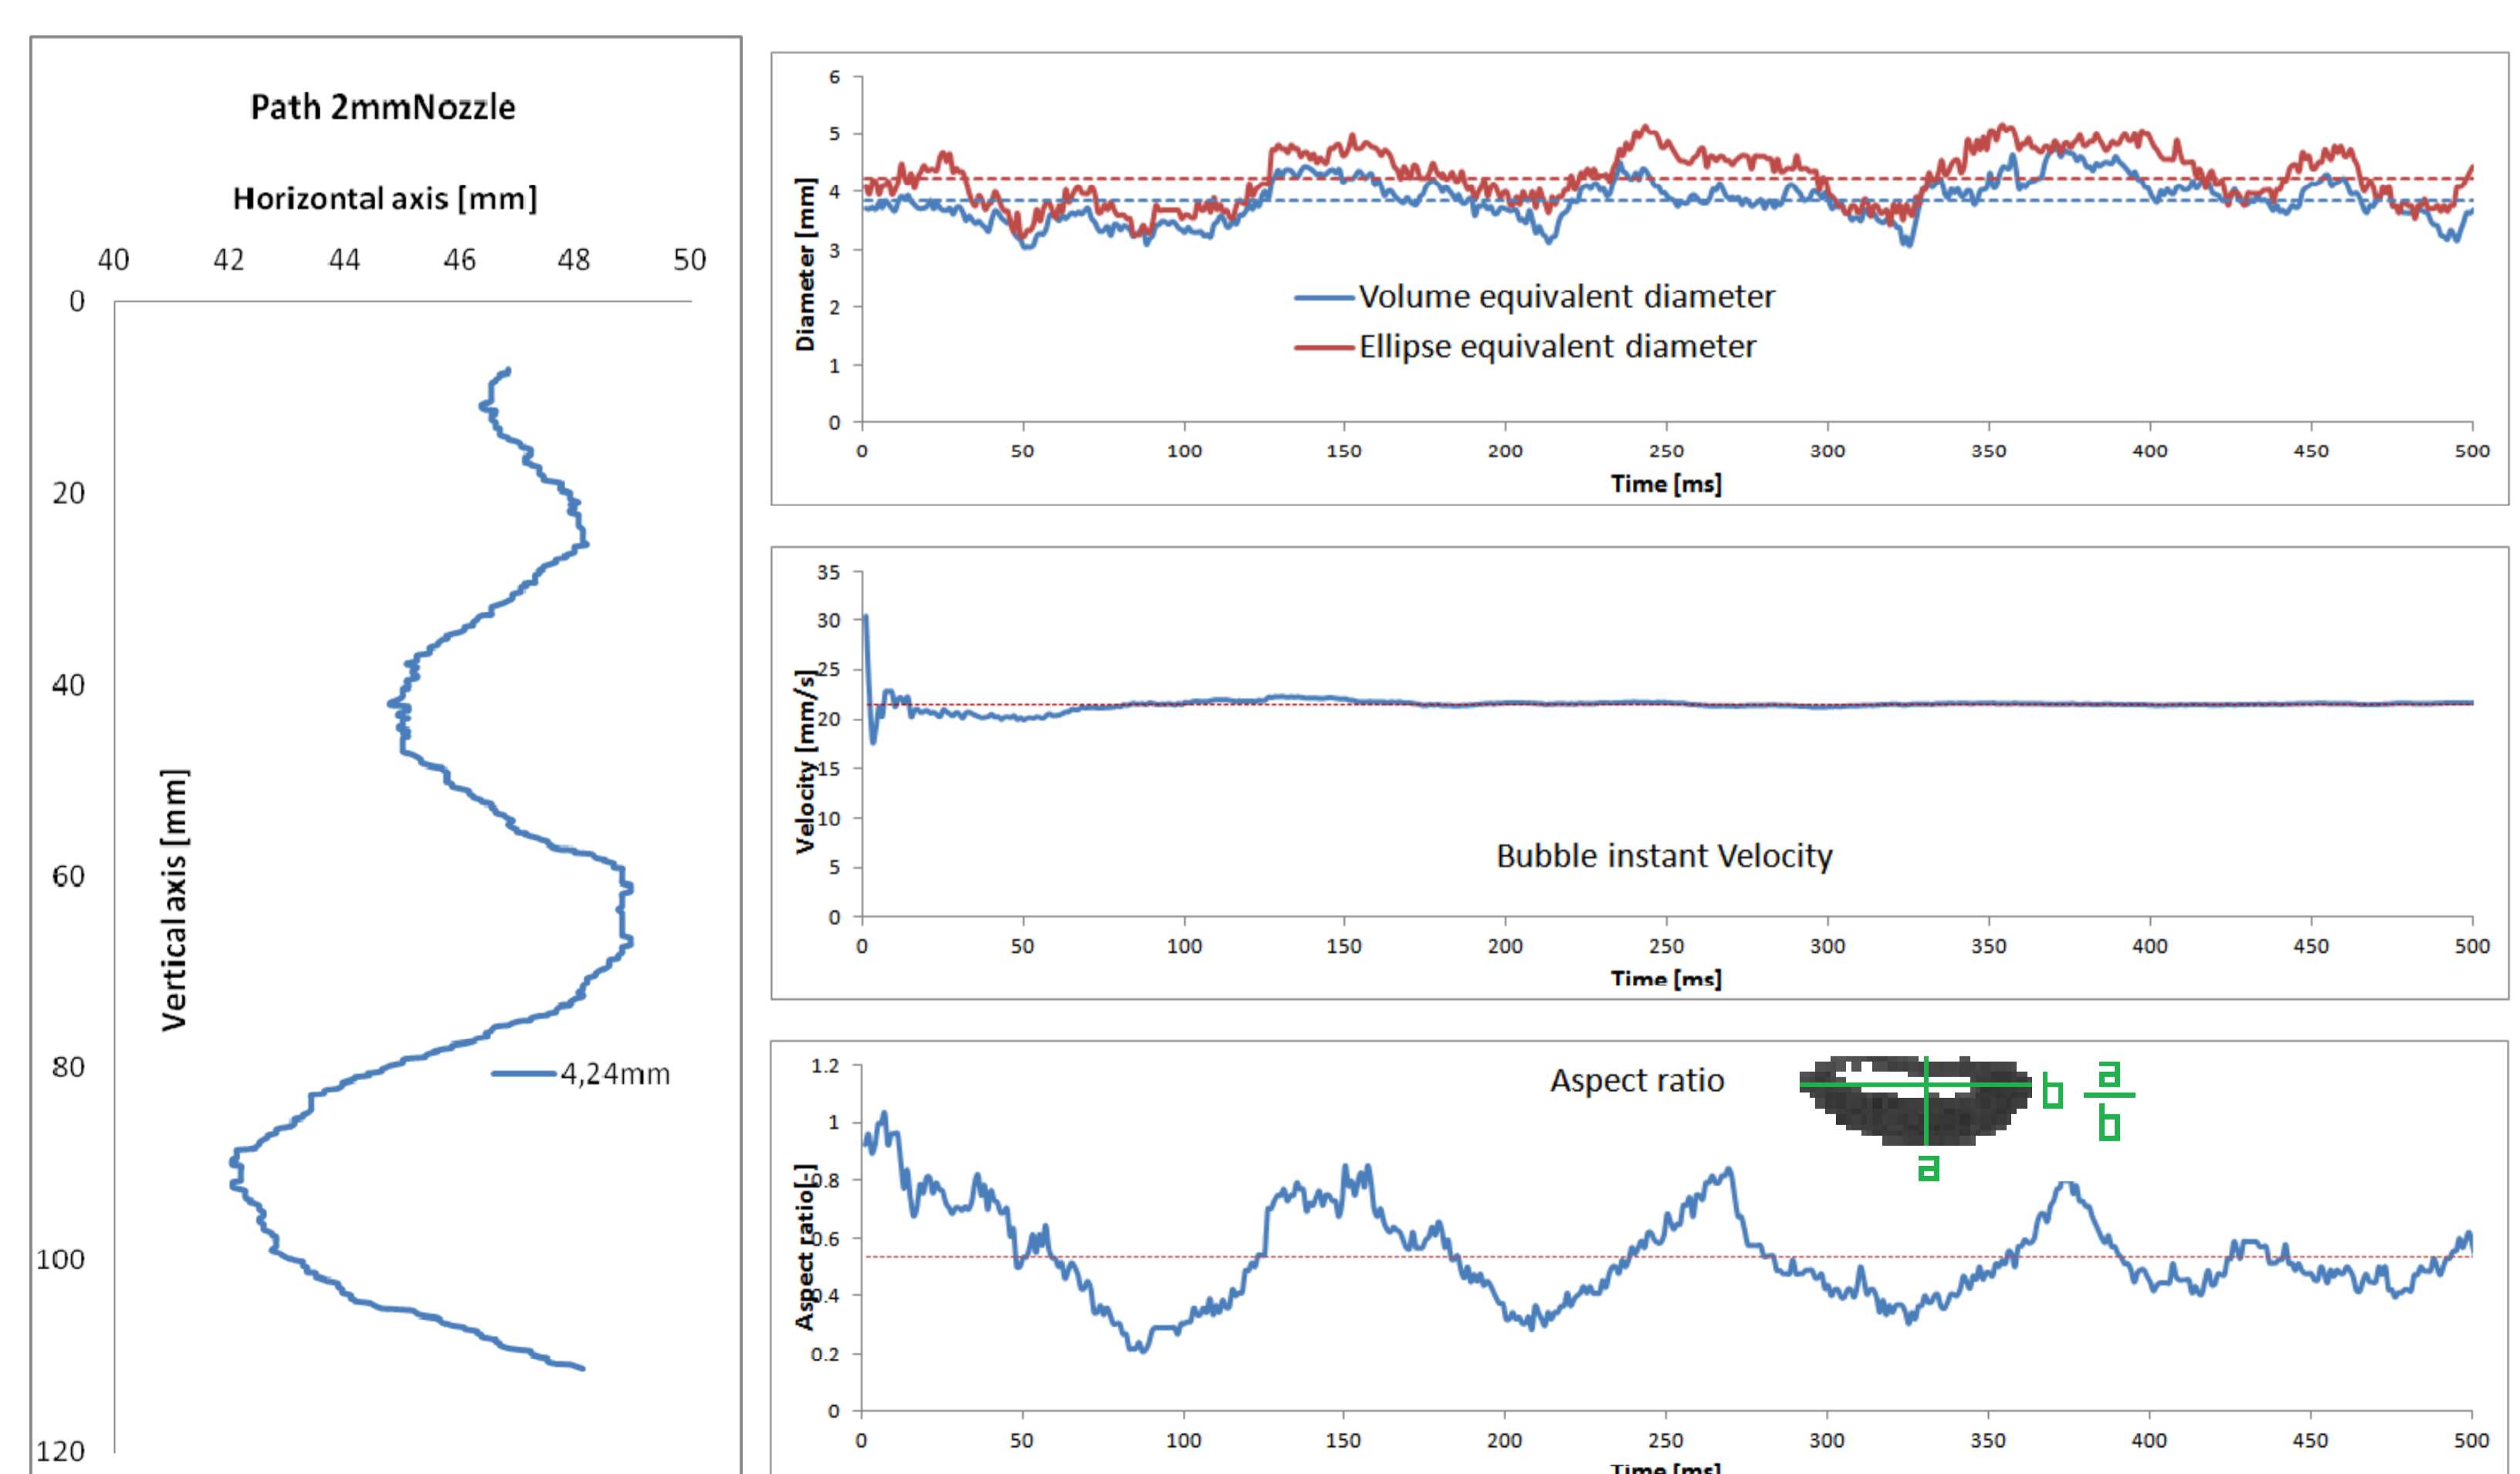 Path 2mmNozzle
Horizontal axis [mm]
40 42 44 46 48 50
0
20
40
60
80
100
120
Vertical axis [mm]
4,24mm
6
5
4
3
2
1
0
Diameter [mm]
Volume equivalent diameter
Ellipse equivalent diameter
0 50 100 150 200 250 300 350 400 450 500
Time [ms]
35
30
25
20
15
10
5
0
Velocity [mm/s]
Bubble instant Velocity
0 50 100 150 200 250 300 350 400 450 500
Time [ms]
1.2
1
0.8
0.6
0.4
0.2
0
Aspect ratio[-]
Aspect ratio
b
a
a
b
0 50 100 150 200 250 300 350 400 450 500
Time [ms]